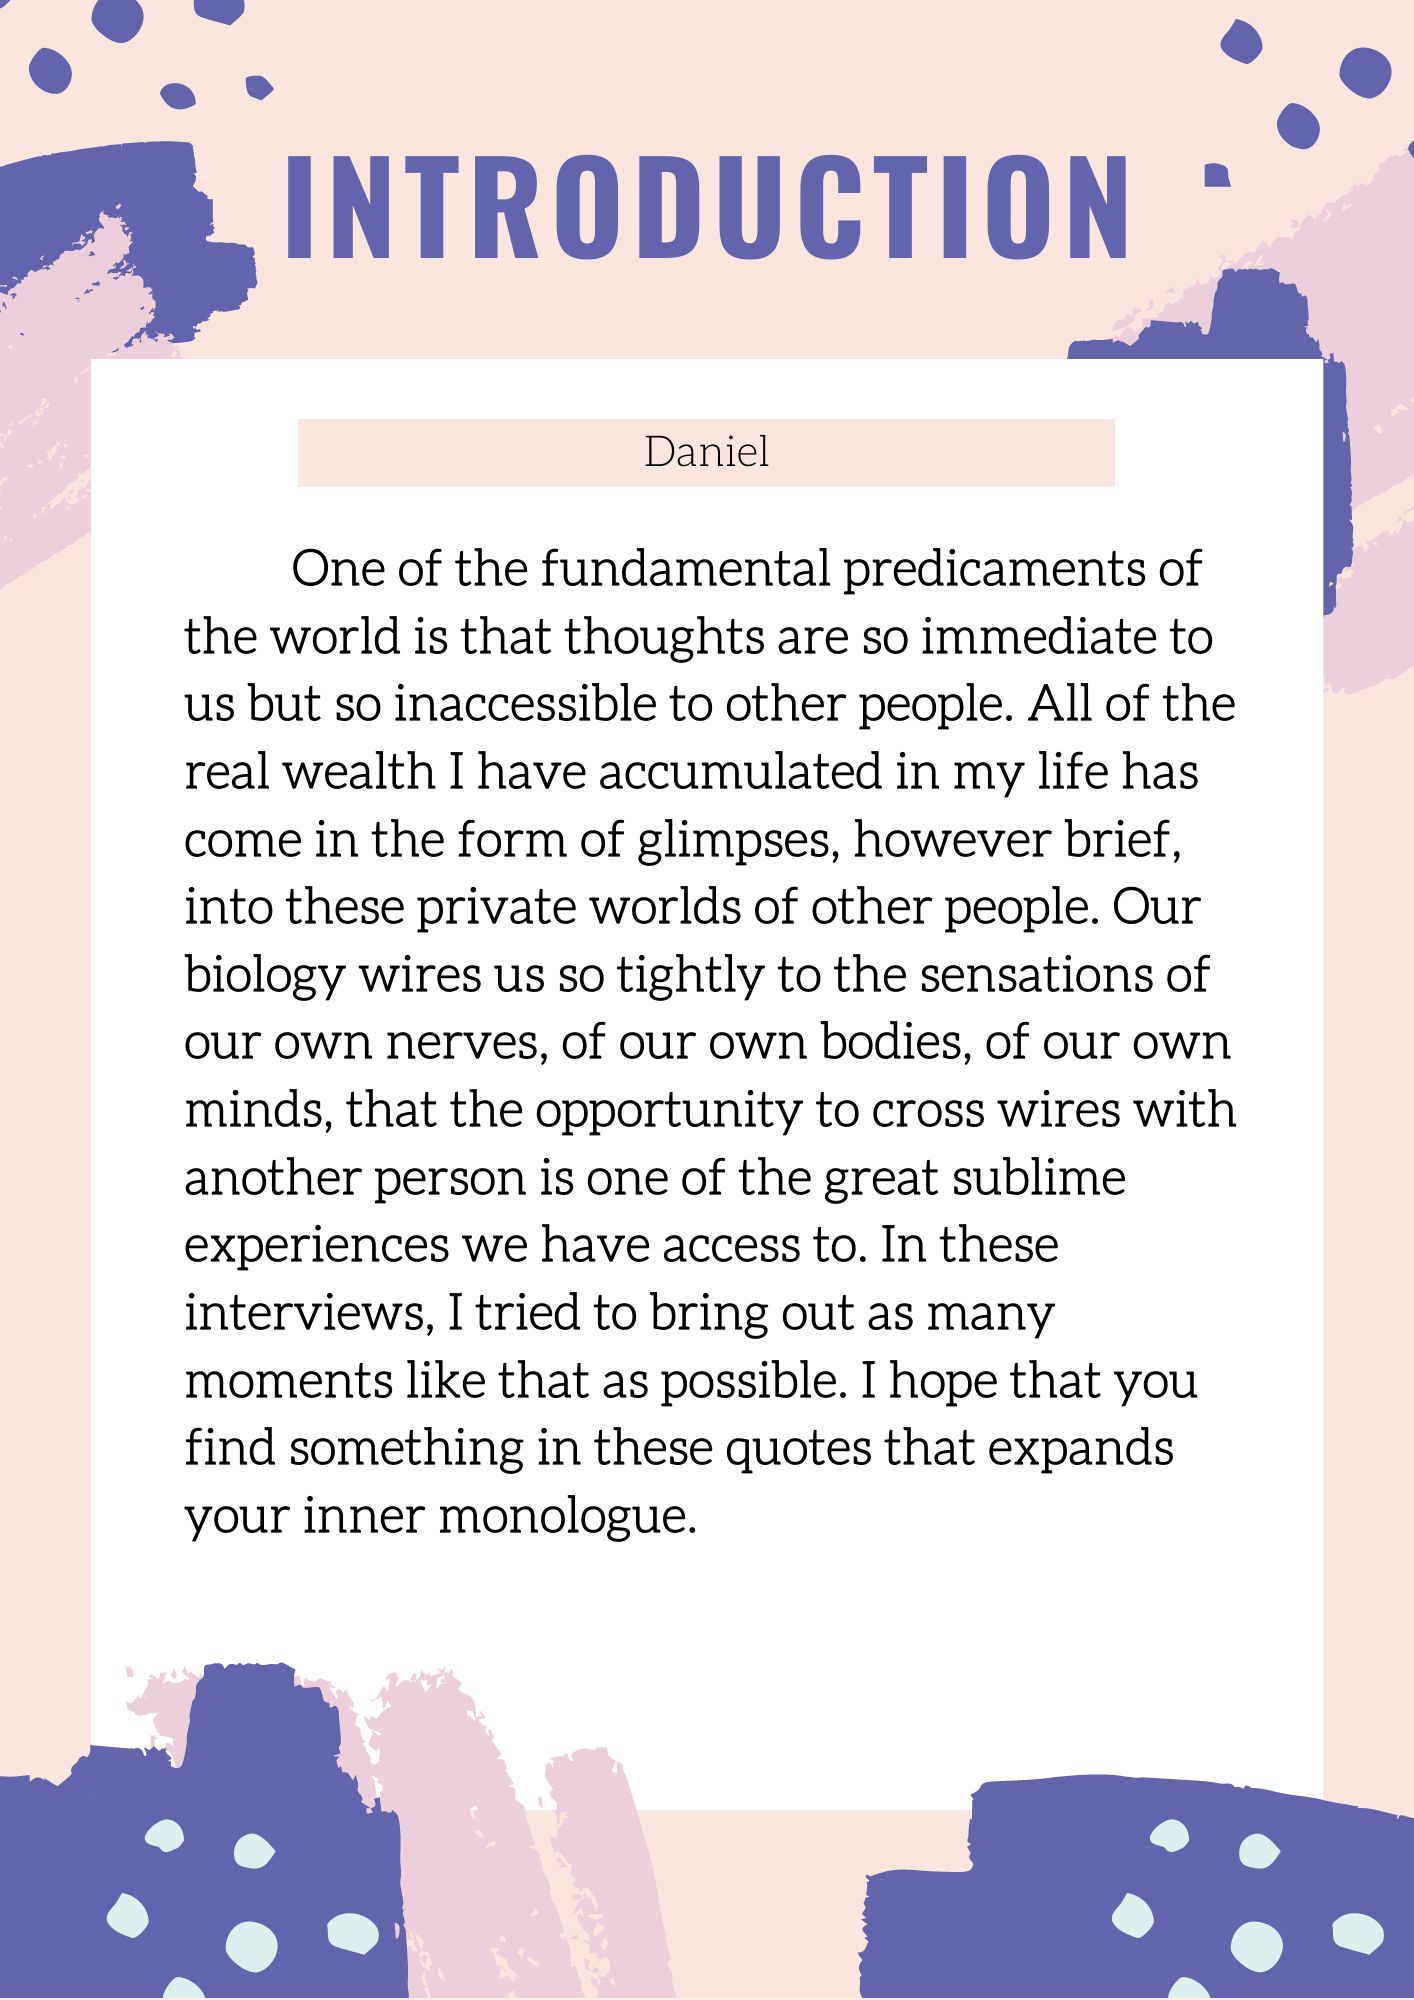 INTRODUCTION
Daniel
One of the fundamental predicaments of
the world is that thoughts are so immediate to
us but so inaccessible to other people. All of the
real wealth I have accumulated in my life has
come in the form of glimpses, however brief,
into these private worlds of other people. Our
biology wires us so tightly to the sensations of
our own nerves, of our own bodies, of our own
minds, that the opportunity to cross wires with
another person is one of the great sublime
experiences we have access to. In these
interviews, I tried to bring out as many
moments like that as possible. I hope that you
find something in these quotes that expands
your inner monologue.